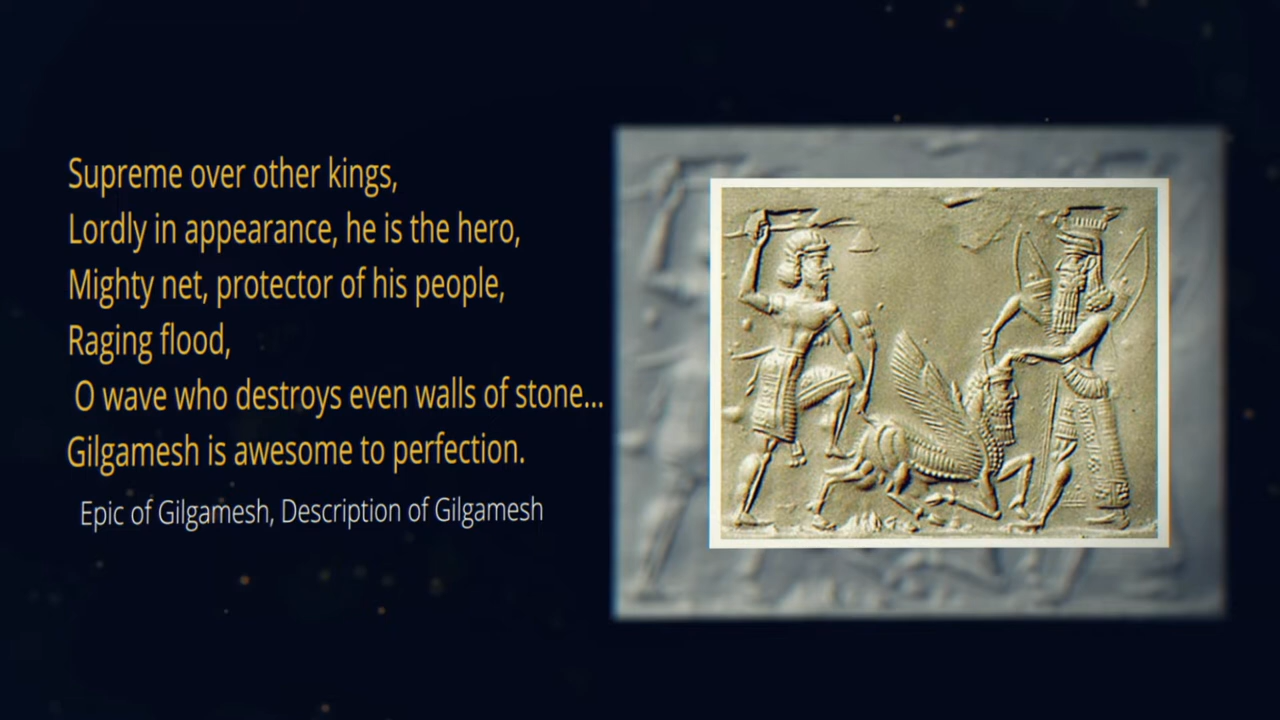 Supreme over other kings,
Lordly in appearance, he is the hero,
Mighty net, protector of his people,
Raging flood,
O wave who destroys even walls of stone...
Gilgamesh is awesome to perfection.
Epic of Gilgamesh, Description of Gilgamesh